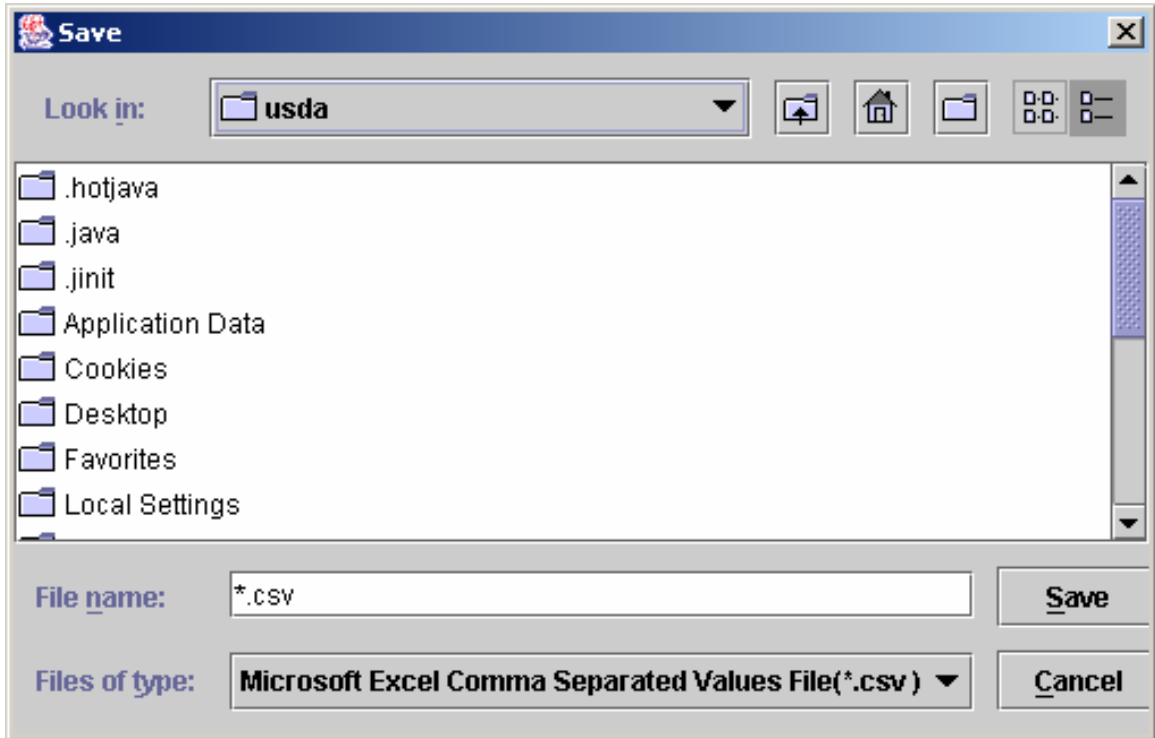 Save
Look in: usda
.hotjava
.java
.jinit
Application Data
Cookies
Desktop
Favorites
Local Settings
File name: *.csv Save
Files of type: Microsoft Excel Comma Separated Values File(*.csv ) Cancel